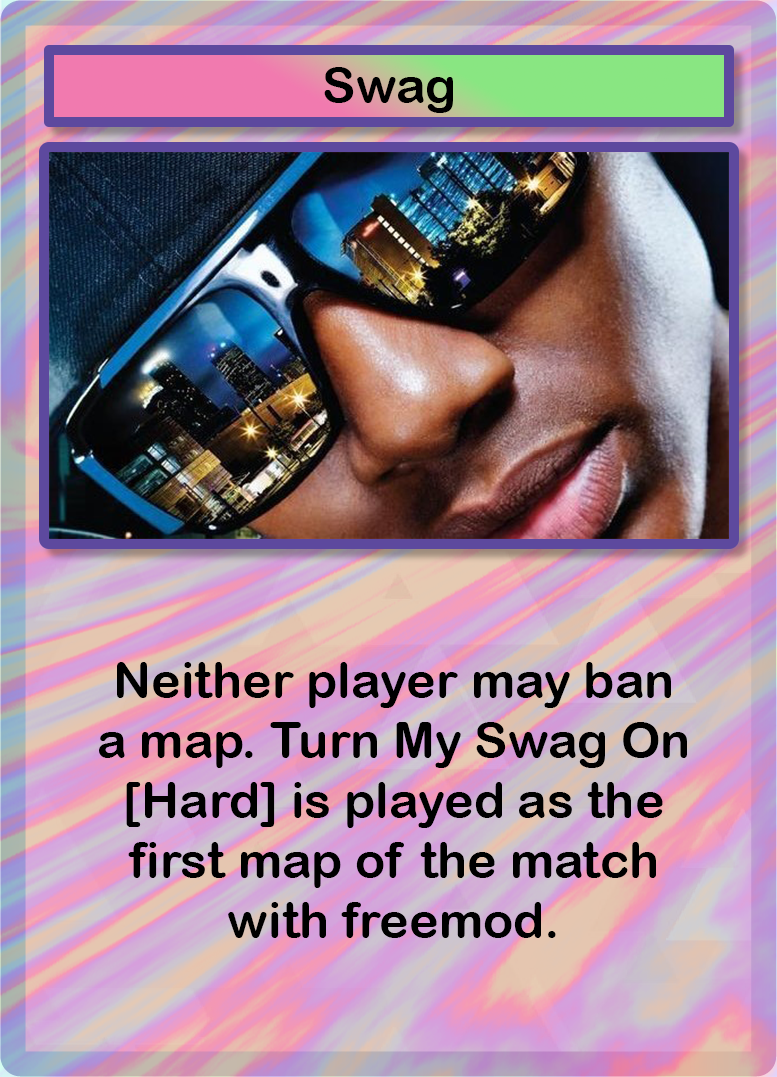 Swag
Neither player may ban
a map. Turn My Swag On
[Hard] is played as the
first map of the match
with freemod.